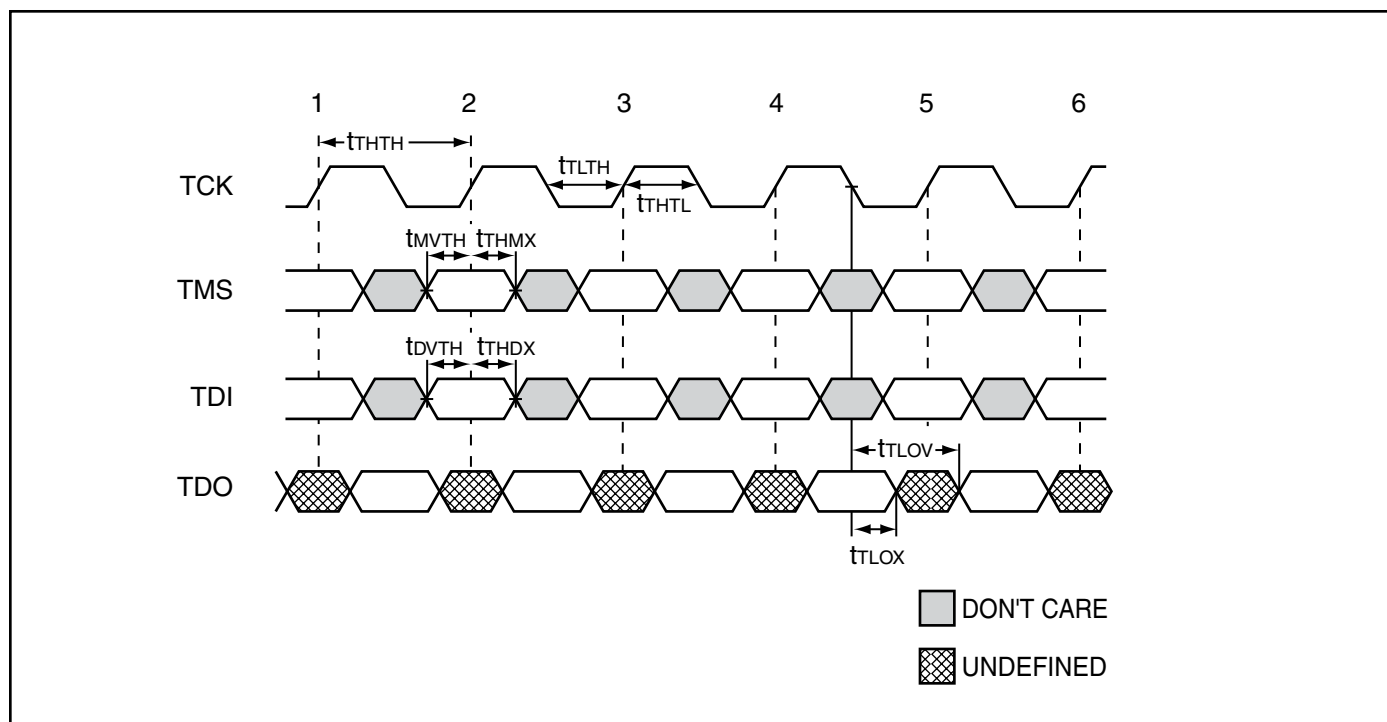 1 2 3 4 5 6
tTHTH
tTLTH
TCK
tTHTL
tMVTH tTHMX
TMS
tDVTH tTHDX
TDI
tTLOV
TDO
tTLOX
DON'T CARE
UNDEFINED